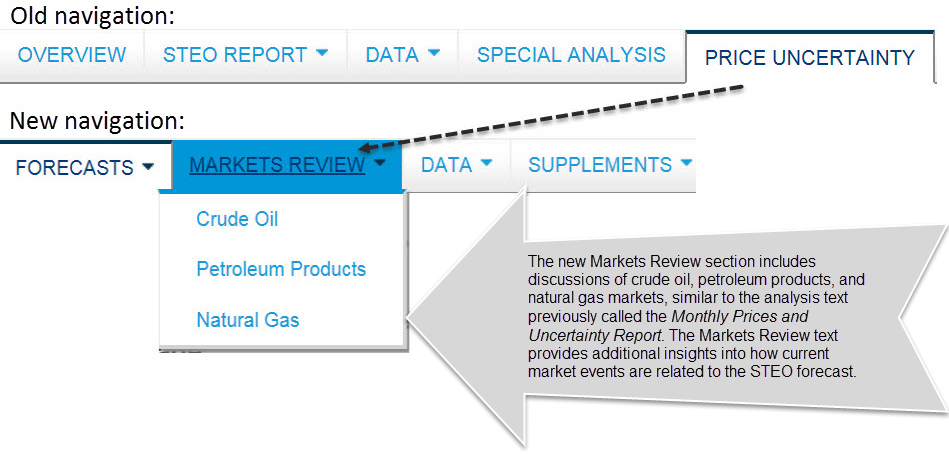 Old navigation:
OVERVIEW STEO REPORT DATA SPECIAL ANALYSIS PRICE UNCERTAINTY
New navigation:
FORECASTS MARKETS REVIEW DATA SUPPLEMENTS
Crude Oil
Petroleum Products
Natural Gas
The new Markets Review section includes
discussions of crude oil, petroleum products, and
natural gas markets, similar to the analysis text
previously called the Monthly Prices and
Uncertainty Report. The Markets Review text
provides additional insights into how current
market events are related to the STEO forecast.